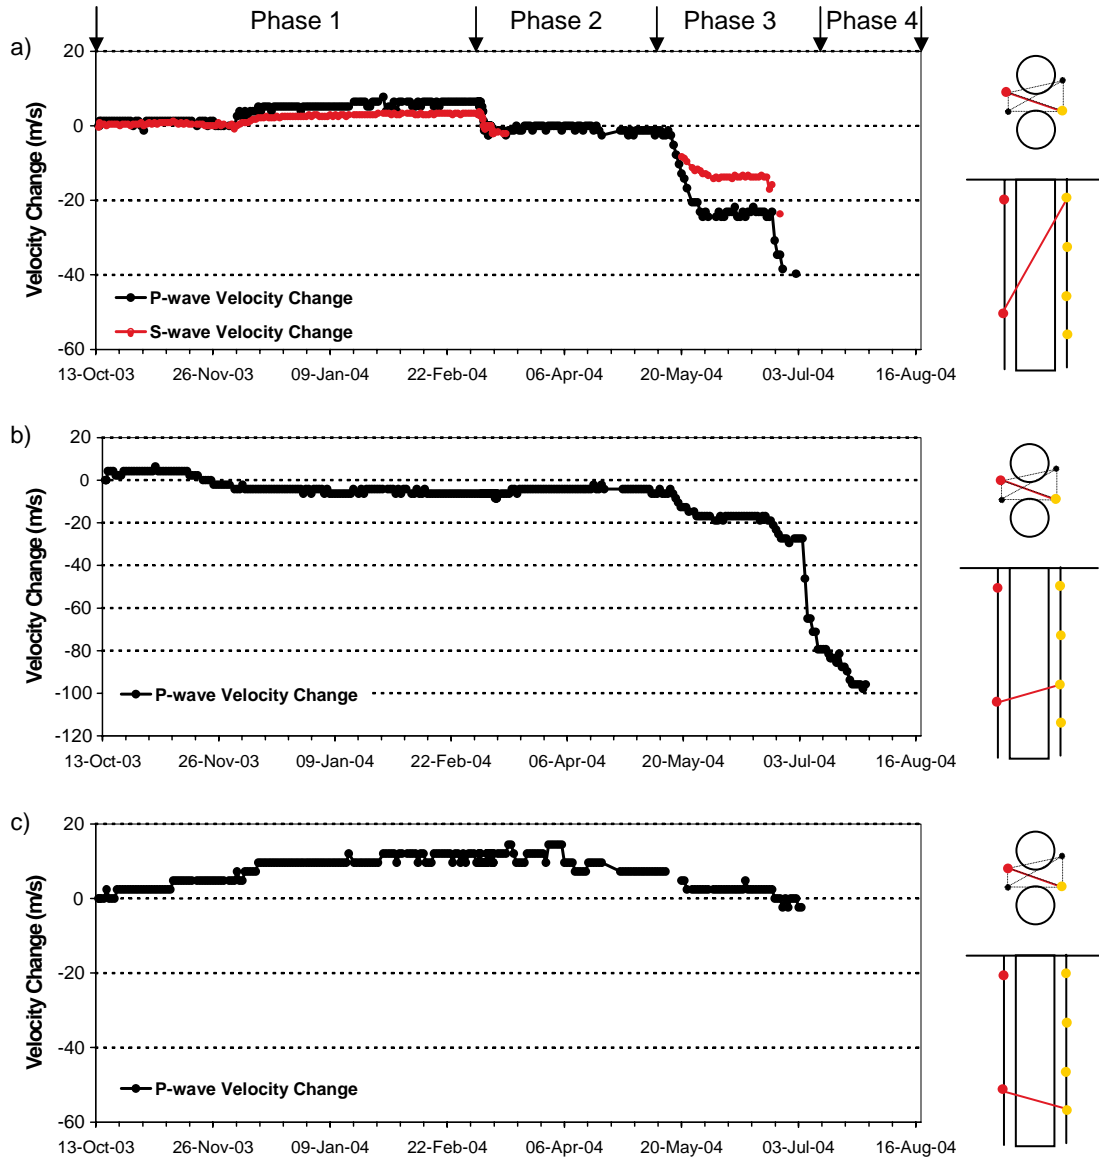 Phase 1 Phase 2 Phase 3 Phase 4
a)
20
0
-20
-40
-60
Velocity Change (m/s)
P-wave Velocity Change
S-wave Velocity Change
13-Oct-03 26-Nov-03 09-Jan-04 22-Feb-04 06-Apr-04 20-May-04 03-Jul-04 16-Aug-04
b)
20
0
-20
-40
-60
-80
-100
-120
Velocity Change (m/s)
P-wave Velocity Change
13-Oct-03 26-Nov-03 09-Jan-04 22-Feb-04 06-Apr-04 20-May-04 03-Jul-04 16-Aug-04
c)
20
0
-20
-40
-60
Velocity Change (m/s)
P-wave Velocity Change
13-Oct-03 26-Nov-03 09-Jan-04 22-Feb-04 06-Apr-04 20-May-04 03-Jul-04 16-Aug-04